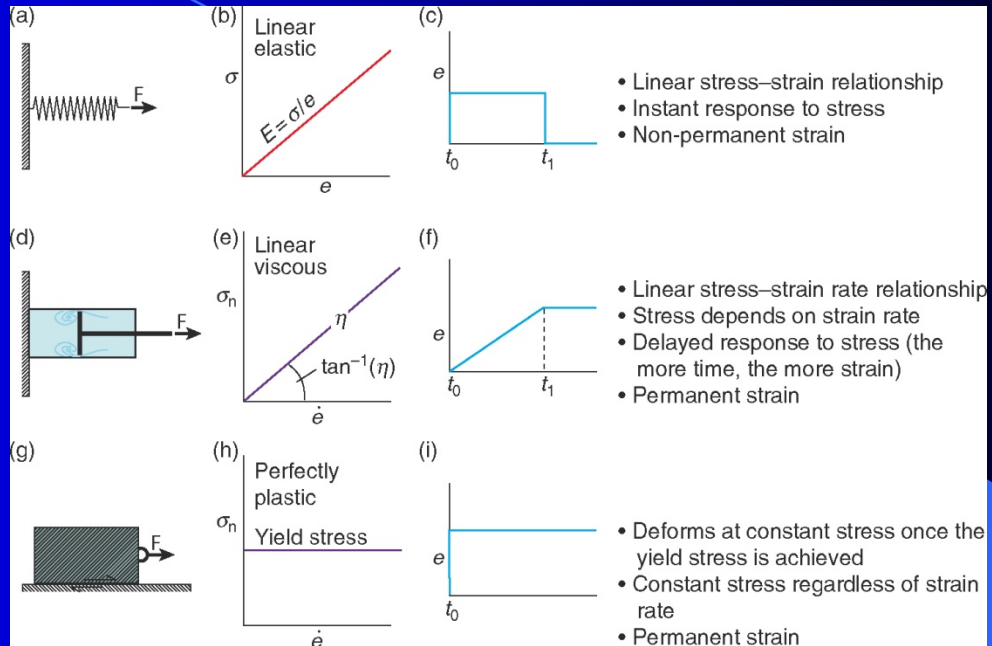 (a)
F
(b)
Linear
elastic
σ
E = σ/e
e
(c)
e
t₀
t₁
• Linear stress–strain relationship
• Instant response to stress
• Non-permanent strain
(d)
F
(e)
Linear
viscous
σₙ
η
tan⁻¹(η)
ė
(f)
e
t₀
t₁
• Linear stress–strain rate relationship
• Stress depends on strain rate
• Delayed response to stress (the
more time, the more strain)
• Permanent strain
(g)
F
(h)
Perfectly
plastic
σₙ
Yield stress
ė
(i)
e
t₀
• Deforms at constant stress once the
yield stress is achieved
• Constant stress regardless of strain
rate
• Permanent strain